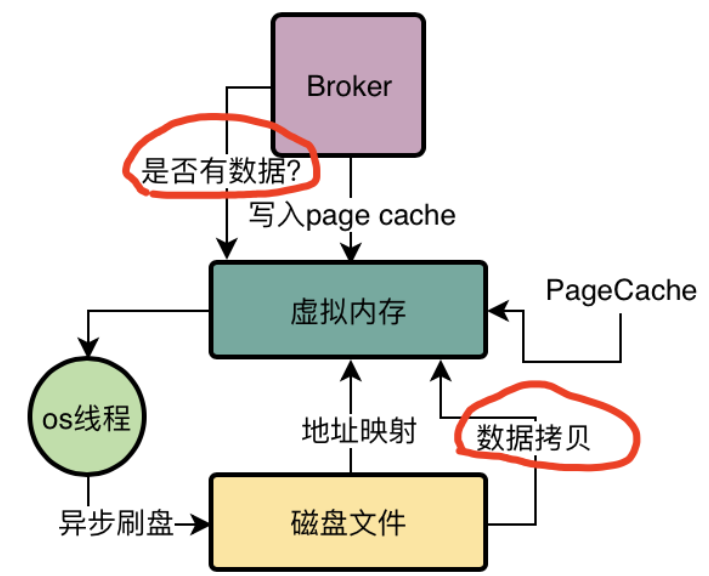 Broker
是否有数据?
写入page cache
PageCache
虚拟内存
os线程
地址映射
数据拷贝
异步刷盘
磁盘文件